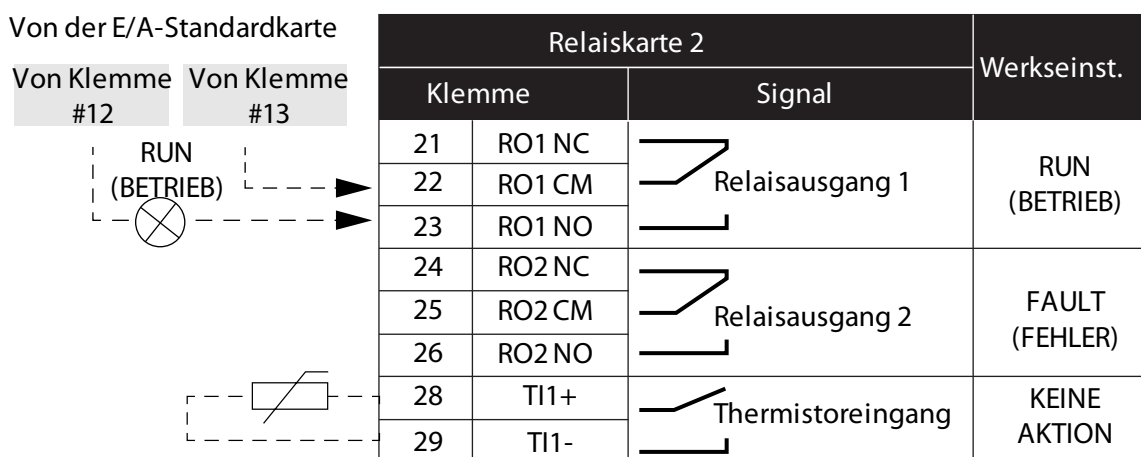 Von der E/A-Standardkarte
Von Klemme #12
Von Klemme #13
RUN (BETRIEB)
Relaiskarte 2
Werkseinst.
Klemme
Signal
21 RO1 NC
22 RO1 CM
23 RO1 NO
Relaisausgang 1
RUN (BETRIEB)
24 RO2 NC
25 RO2 CM
26 RO2 NO
Relaisausgang 2
FAULT (FEHLER)
28 TI1+
29 TI1-
Thermistoreingang
KEINE AKTION